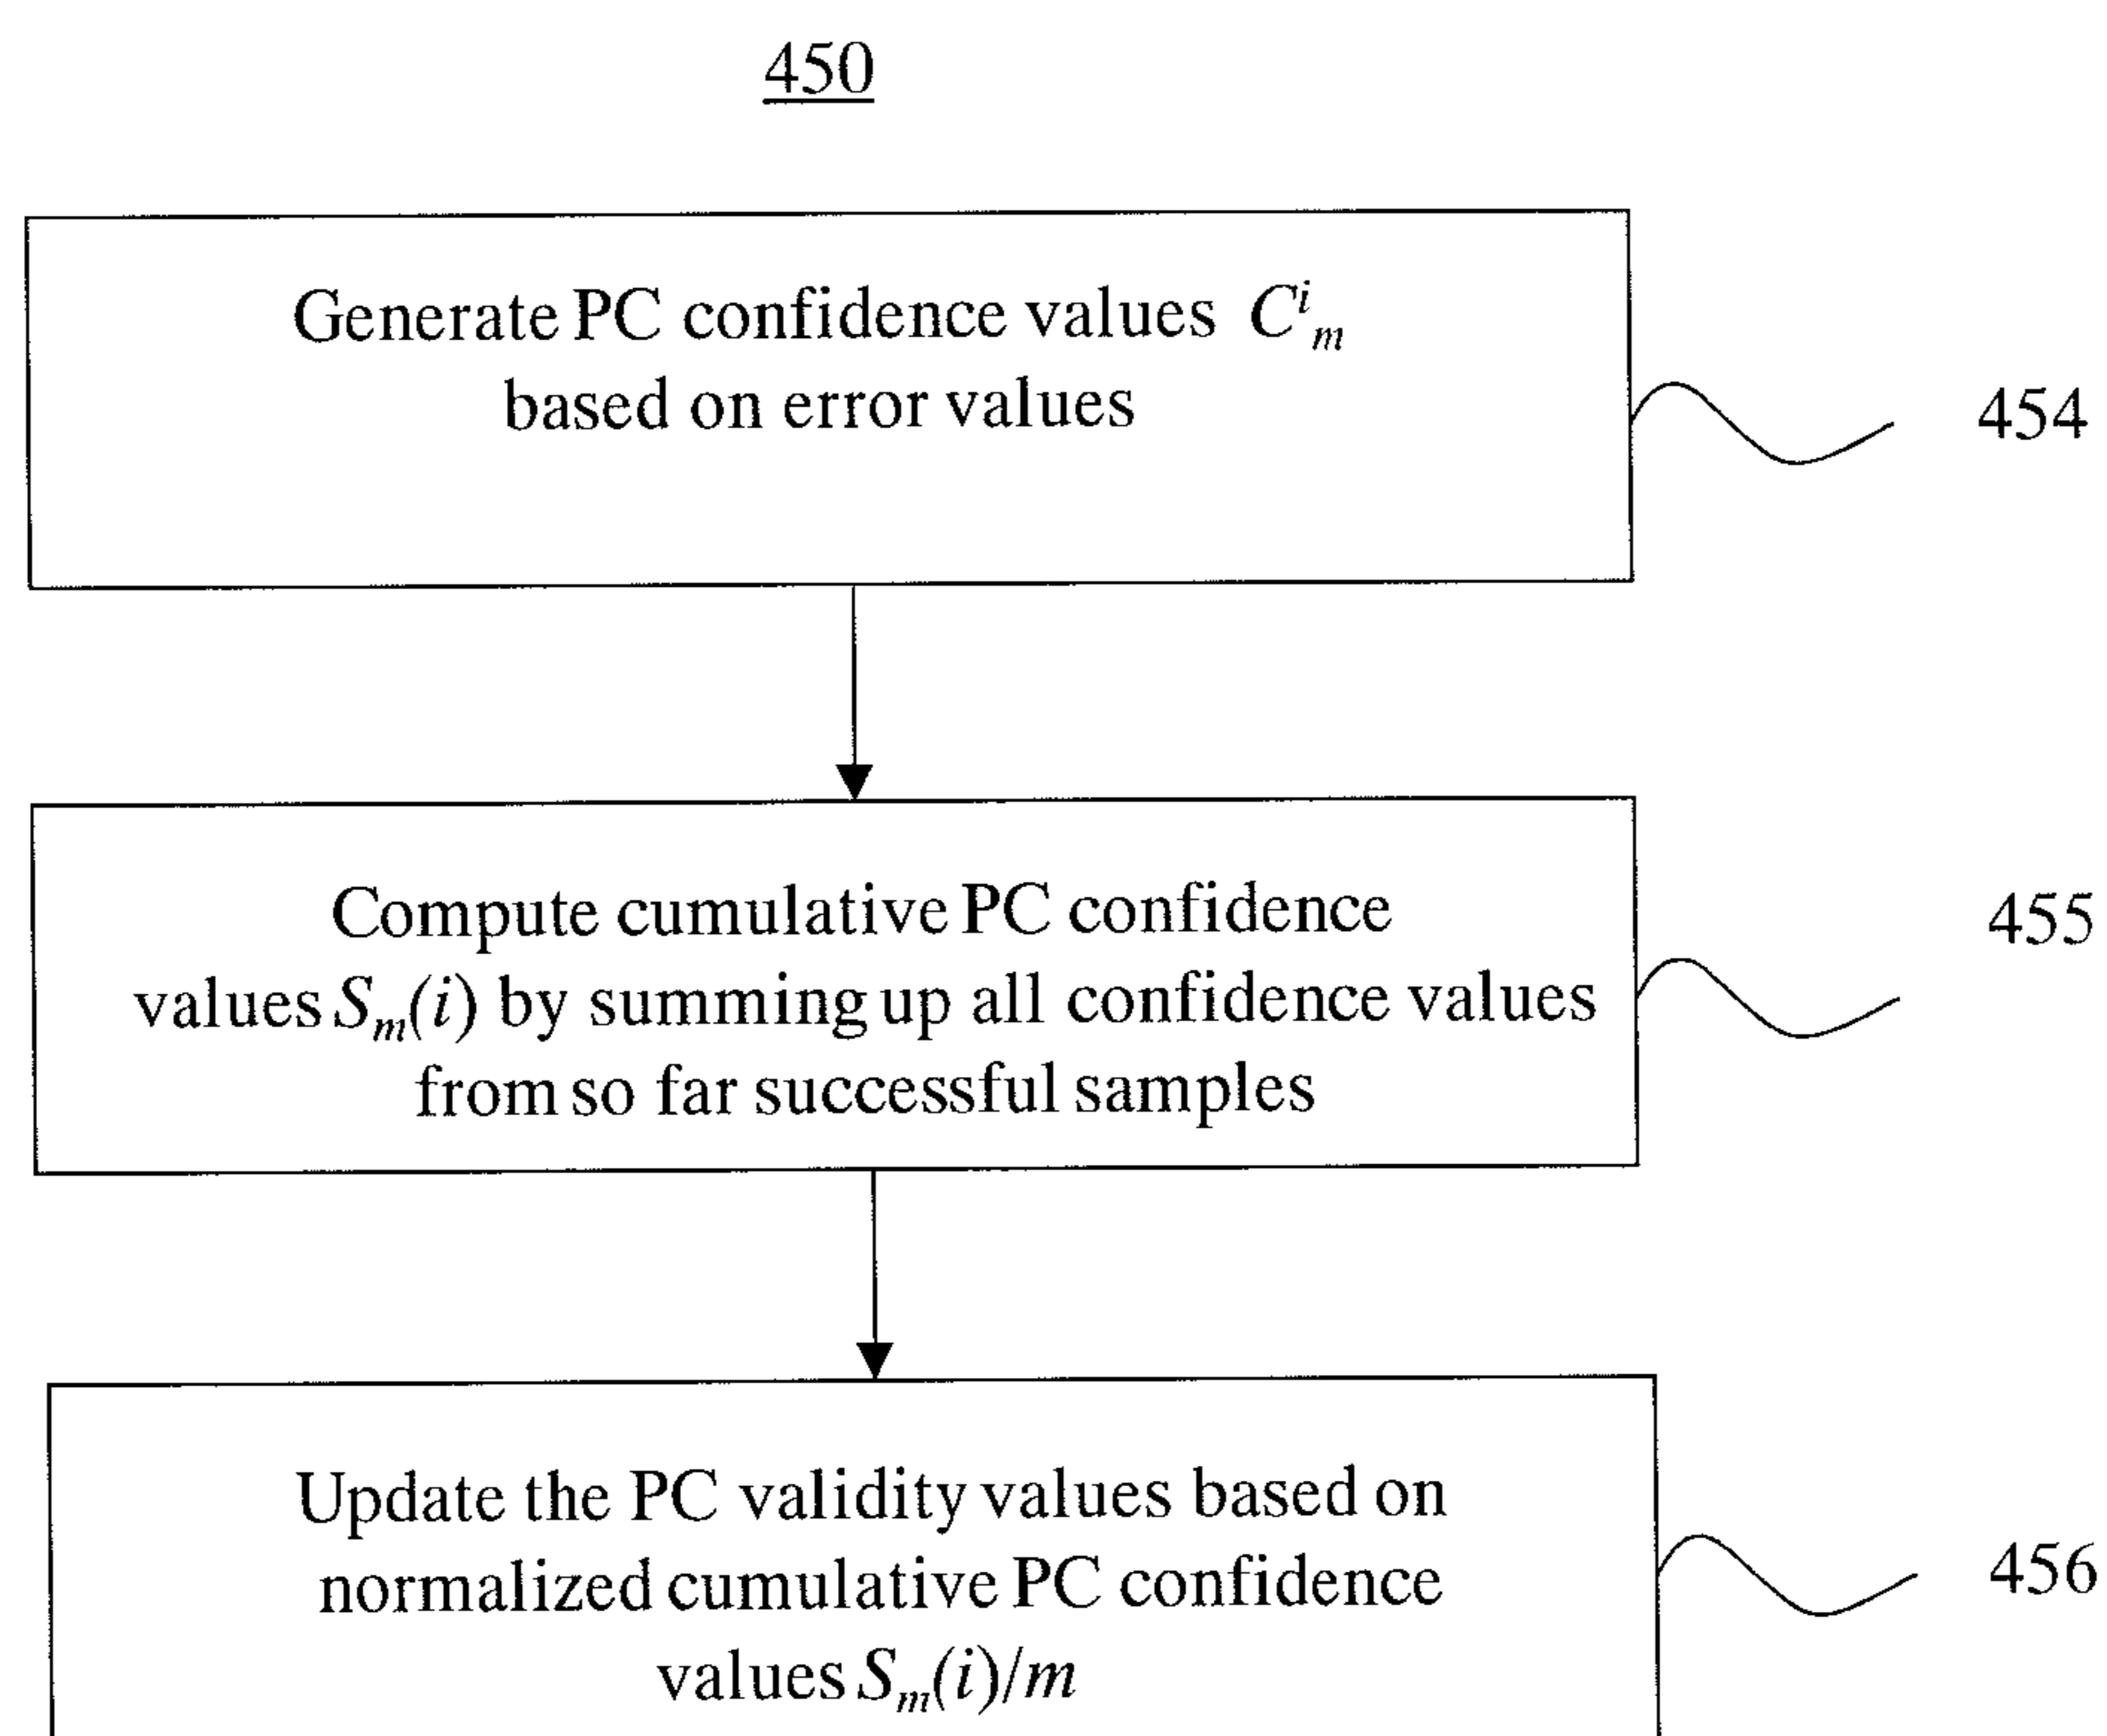 450
Generate PC confidence values C^i_m
based on error values
454
Compute cumulative PC confidence
values S_m(i) by summing up all confidence values
from so far successful samples
455
Update the PC validity values based on
normalized cumulative PC confidence
values S_m(i)/m
456